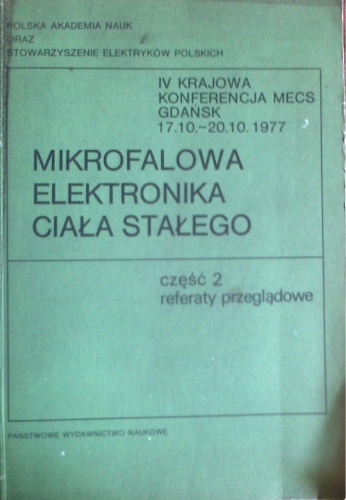 POLSKA AKADEMIA NAUK
ORAZ
STOWARZYSZENIE ELEKTRYKÓW POLSKICH
IV KRAJOWA
KONFERENCJA MECS
GDAŃSK
17.10.–20.10.1977
MIKROFALOWA
ELEKTRONIKA
CIAŁA STAŁEGO
część 2
referaty przeglądowe
PAŃSTWOWE WYDAWNICTWO NAUKOWE